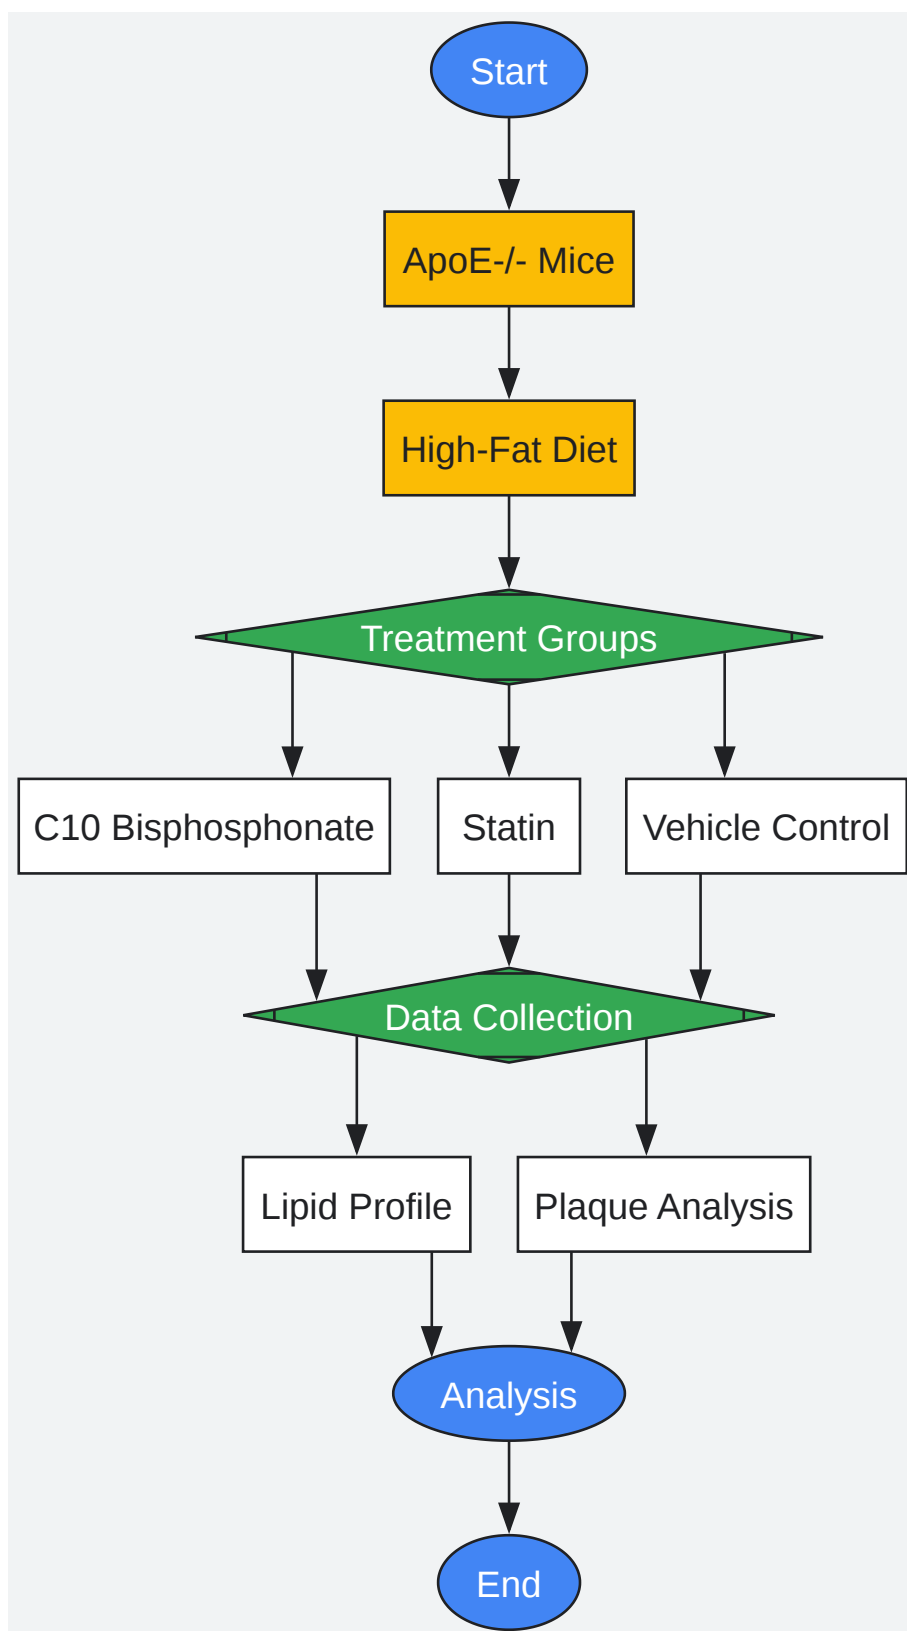 Start
ApoE-/- Mice
High-Fat Diet
Treatment Groups
C10 Bisphosphonate
Statin
Vehicle Control
Data Collection
Lipid Profile
Plaque Analysis
Analysis
End